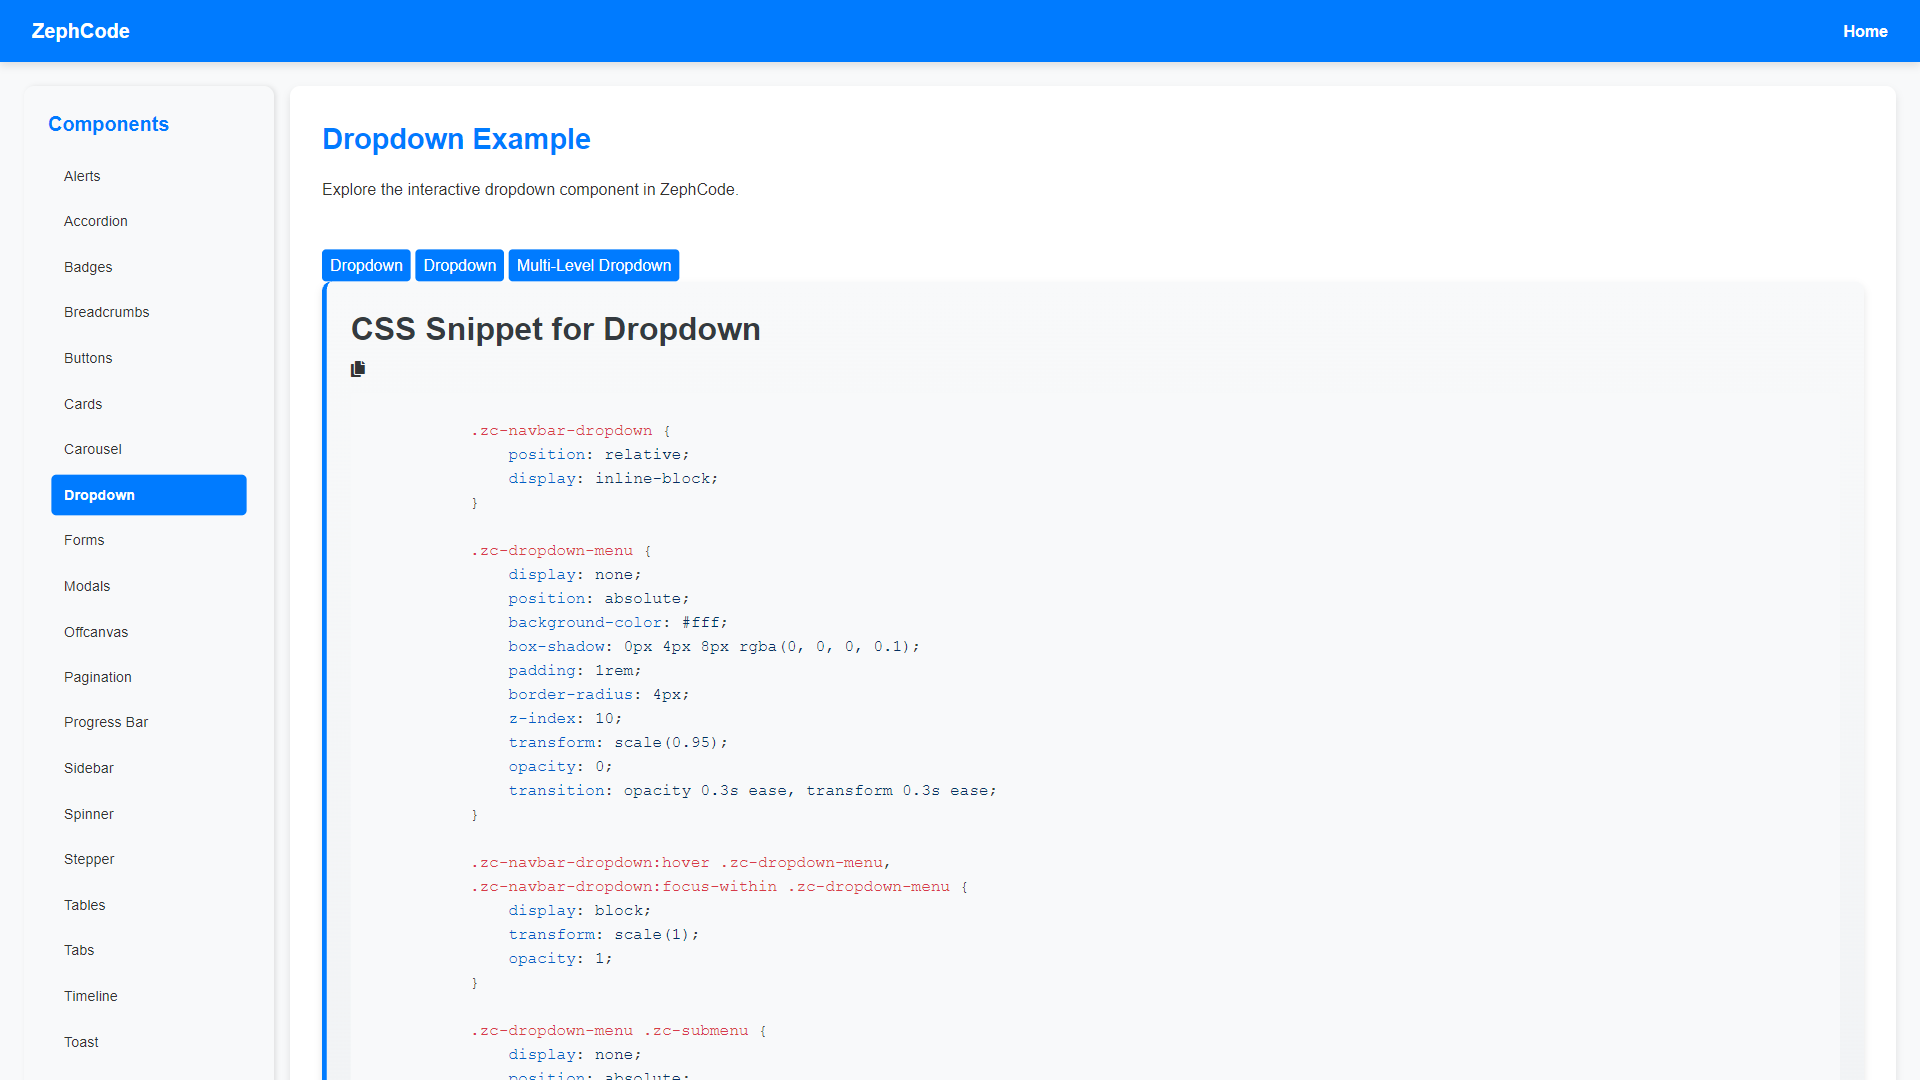 ZephCode
Home
Components
Alerts
Accordion
Badges
Breadcrumbs
Buttons
Cards
Carousel
Dropdown
Forms
Modals
Offcanvas
Pagination
Progress Bar
Sidebar
Spinner
Stepper
Tables
Tabs
Timeline
Toast
Dropdown Example
Explore the interactive dropdown component in ZephCode.
Dropdown Dropdown Multi-Level Dropdown
CSS Snippet for Dropdown
.zc-navbar-dropdown {
    position: relative;
    display: inline-block;
}
.zc-dropdown-menu {
    display: none;
    position: absolute;
    background-color: #fff;
    box-shadow: 0px 4px 8px rgba(0, 0, 0, 0.1);
    padding: 1rem;
    border-radius: 4px;
    z-index: 10;
    transform: scale(0.95);
    opacity: 0;
    transition: opacity 0.3s ease, transform 0.3s ease;
}
.zc-navbar-dropdown:hover .zc-dropdown-menu,
.zc-navbar-dropdown:focus-within .zc-dropdown-menu {
    display: block;
    transform: scale(1);
    opacity: 1;
}
.zc-dropdown-menu .zc-submenu {
    display: none;
    position: absolute;